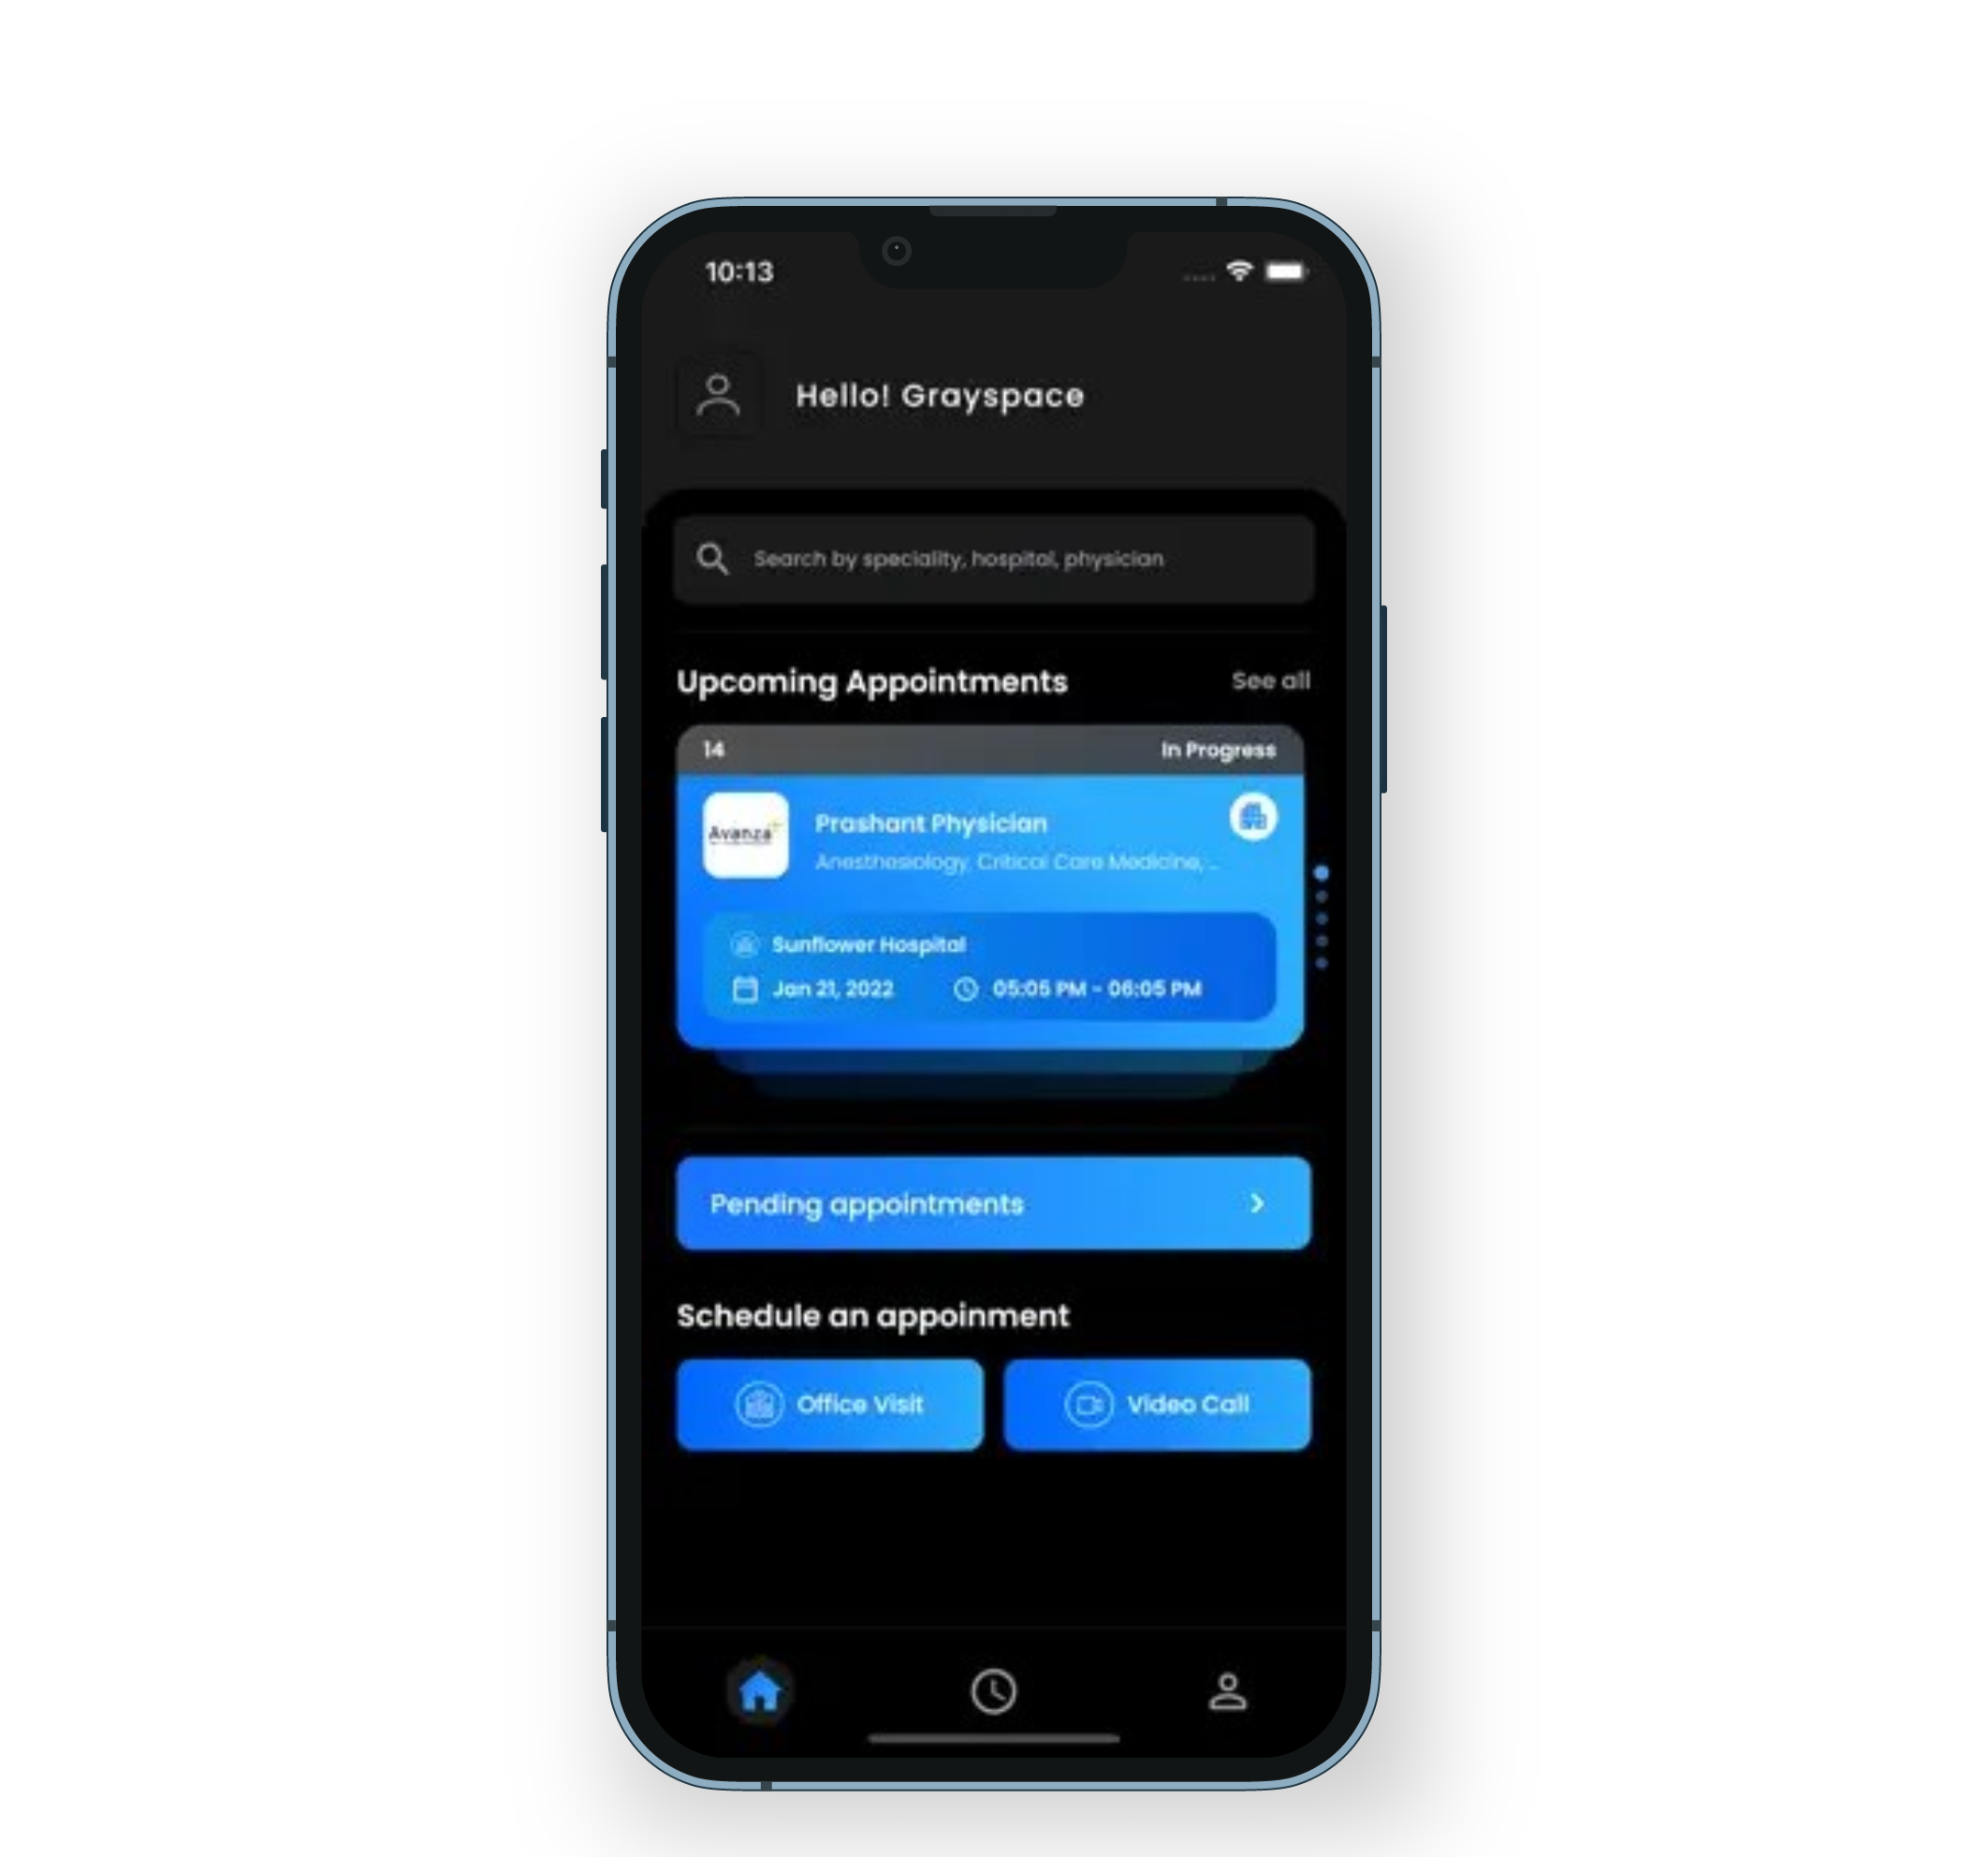 10:13
Hello! Grayspace
Search by speciality, hospital, physician
Upcoming Appointments
See all
14
In Progress
Avanza
Prashant Physician
Anesthesiology, Critical Care Medicine, ...
Sunflower Hospital
Jan 21, 2022
05:05 PM - 06:05 PM
Pending appointments
Schedule an appoinment
Office Visit
Video Call